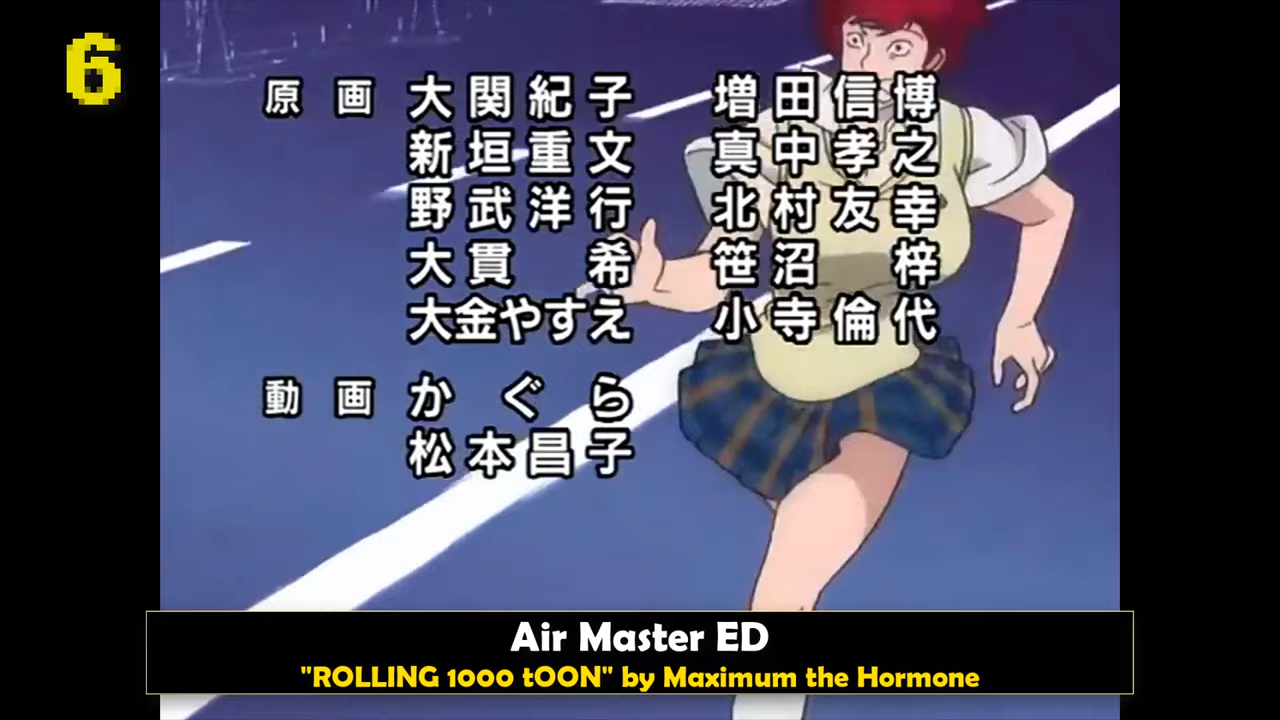 6
原画 大関紀子 増田信博
新垣重文 真中孝之
野武洋行 北村友幸
大貫 希 笹沼 梓
大金やすえ 小寺倫代
動画 かぐら
松本昌子
Air Master ED
"ROLLING 1000 tOON" by Maximum the Hormone